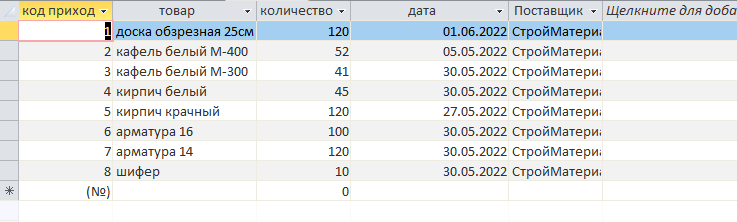 код приход товар количество дата Поставщик Щелкните для доба
1 доска обзрезная 25см 120 01.06.2022 СтройМатериа
2 кафель белый М-400 52 05.05.2022 СтройМатериа
3 кафель белый М-300 41 30.05.2022 СтройМатериа
4 кирпич белый 45 30.05.2022 СтройМатериа
5 кирпич крачный 120 27.05.2022 СтройМатериа
6 арматура 16 100 30.05.2022 СтройМатериа
7 арматура 14 120 30.05.2022 СтройМатериа
8 шифер 10 30.05.2022 СтройМатериа
(№) 0